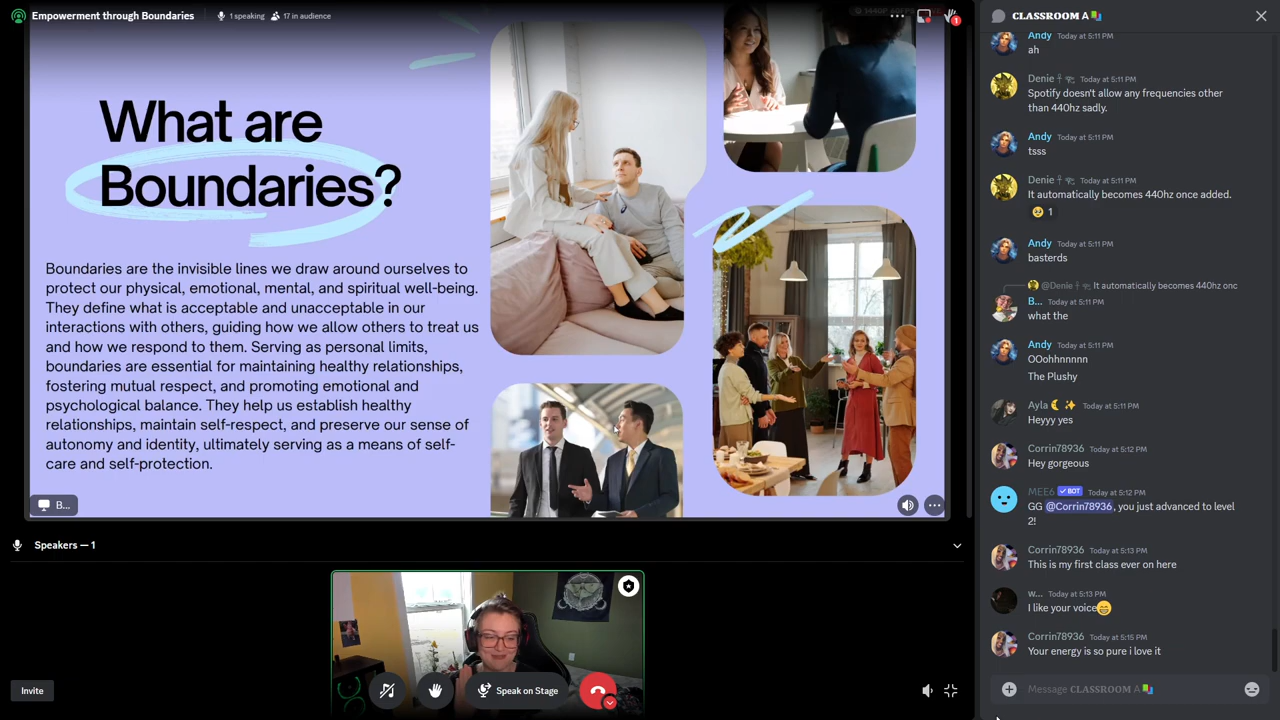 Empowerment through Boundaries
1 speaking
17 in audience
1
What are
Boundaries?
Boundaries are the invisible lines we draw around ourselves to
protect our physical, emotional, mental, and spiritual well-being.
They define what is acceptable and unacceptable in our
interactions with others, guiding how we allow others to treat us
and how we respond to them. Serving as personal limits,
boundaries are essential for maintaining healthy relationships,
fostering mutual respect, and promoting emotional and
psychological balance. They help us establish healthy
relationships, maintain self-respect, and preserve our sense of
autonomy and identity, ultimately serving as a means of self-
care and self-protection.
B...
Speakers — 1
Invite
Speak on Stage
CLASSROOM A
Andy Today at 5:11 PM
ah
Denie Today at 5:11 PM
Spotify doesn't allow any frequencies other
than 440hz sadly.
Andy Today at 5:11 PM
tsss
Denie Today at 5:11 PM
It automatically becomes 440hz once added.
🥺 1
Andy Today at 5:11 PM
basterds
@Denie It automatically becomes 440hz onc
B... Today at 5:11 PM
what the
Andy Today at 5:11 PM
OOohhnnnnn
The Plushy
Ayla 🌙 ✨ Today at 5:11 PM
Heyyy yes
Corrin78936 Today at 5:12 PM
Hey gorgeous
MEE6 ✓ BOT Today at 5:12 PM
GG @Corrin78936, you just advanced to level
2!
Corrin78936 Today at 5:13 PM
This is my first class ever on here
w... Today at 5:13 PM
I like your voice😁
Corrin78936 Today at 5:15 PM
Your energy is so pure i love it
Message CLASSROOM A